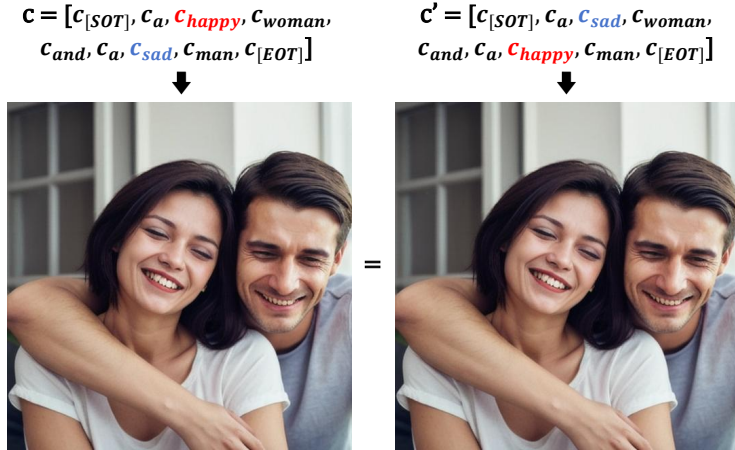 c = [c[SOT], ca, chappy, cwoman,
cand, ca, csad, cman, c[EOT]]
c' = [c[SOT], ca, csad, cwoman,
cand, ca, chappy, cman, c[EOT]]
=